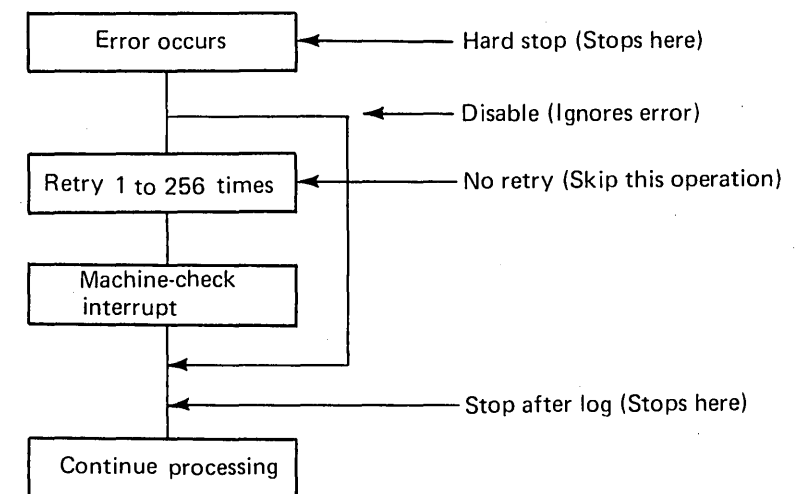 Error occurs
Hard stop (Stops here)
Disable (Ignores error)
Retry 1 to 256 times
No retry (Skip this operation)
Machine-check
interrupt
Stop after log (Stops here)
Continue processing